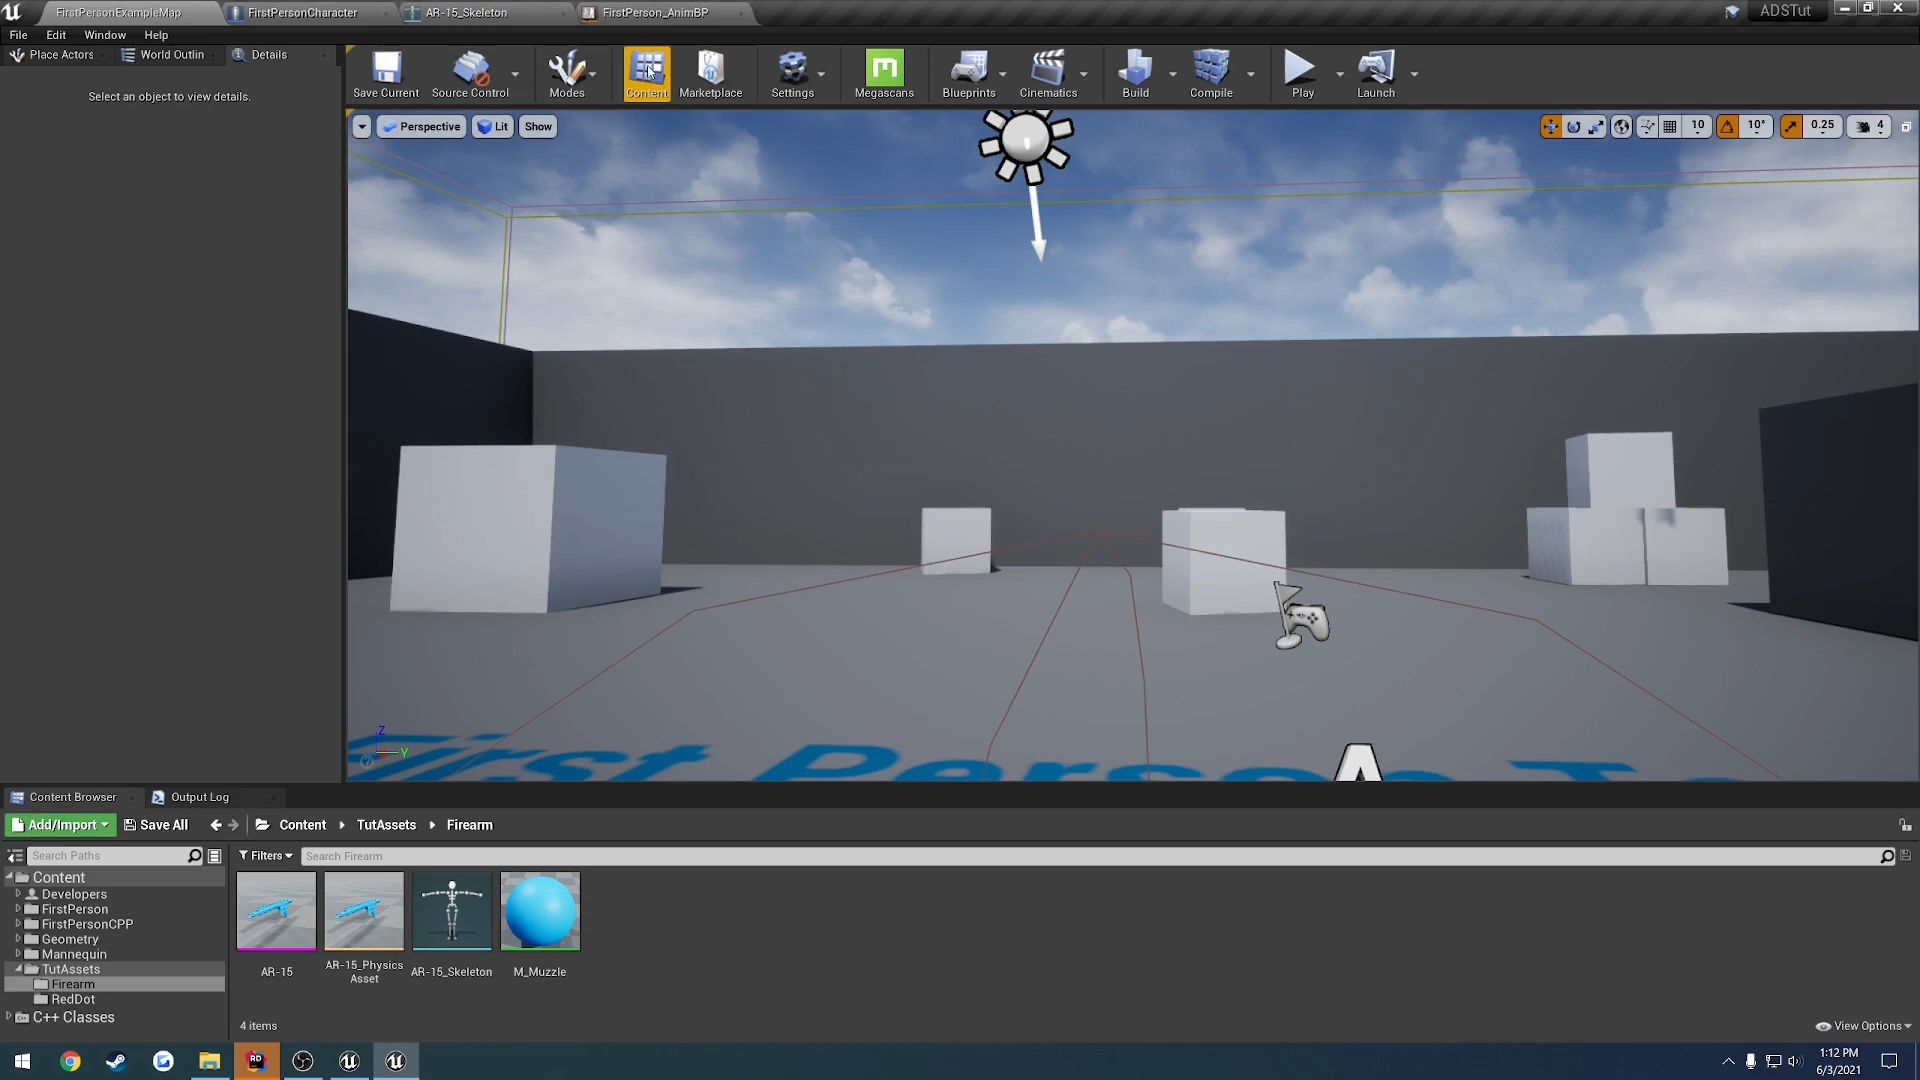 FirstPersonExampleMap
FirstPersonCharacter
AR-15_Skeleton
FirstPerson_AnimBP
ADSTut
File Edit Window Help
Place Actors
World Outlin
Details
Select an object to view details.
Save Current
Source Control
Modes
Content
Marketplace
Settings
Megascans
Blueprints
Cinematics
Build
Compile
Play
Launch
Perspective
Lit
Show
10
10°
0.25
4
Z
Y
First Person
Content Browser
Output Log
Add/Import
Save All
Content
TutAssets
Firearm
Search Paths
Filters
Search Firearm
Content
Developers
FirstPerson
FirstPersonCPP
Geometry
Mannequin
TutAssets
Firearm
RedDot
C++ Classes
AR-15
AR-15_Physics
Asset
AR-15_Skeleton
M_Muzzle
4 items
View Options
RD
1:12 PM
6/3/2021